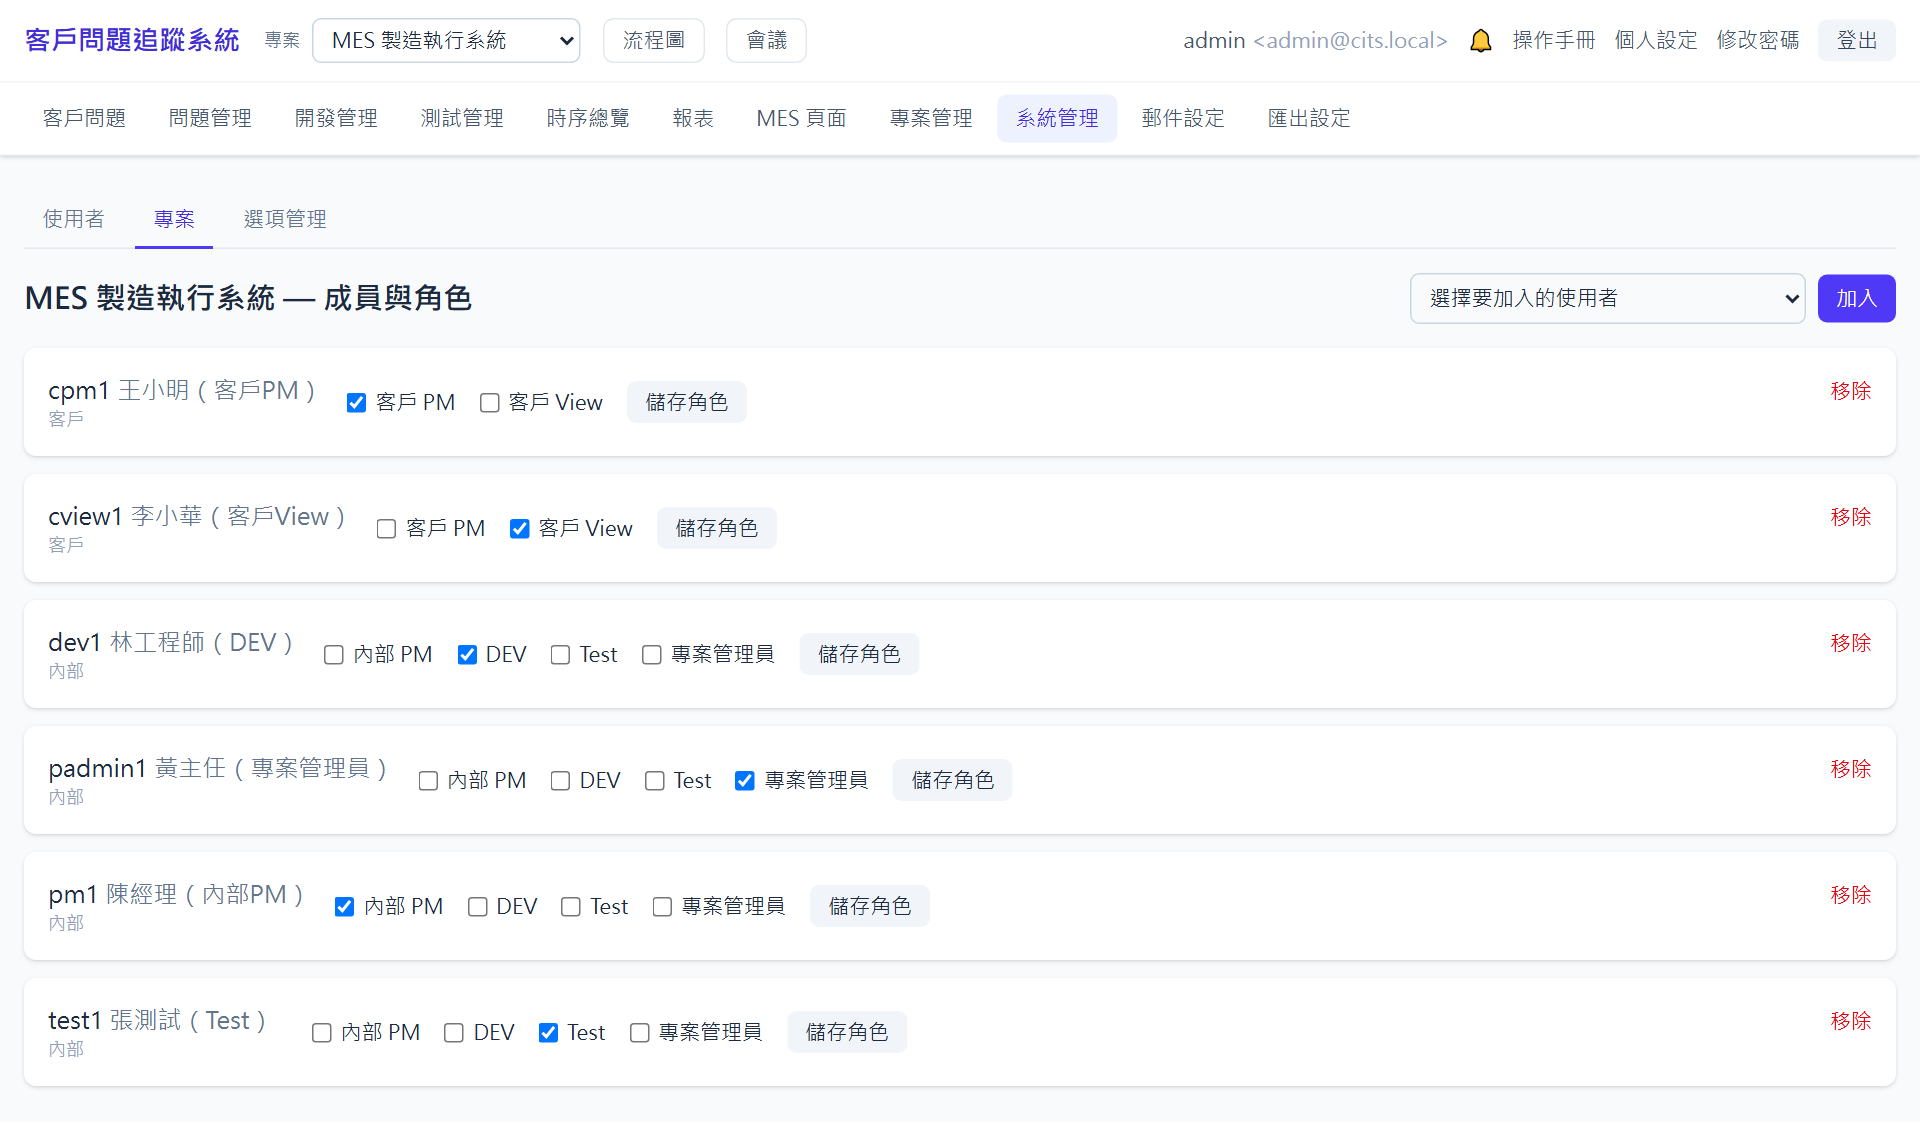 客戶問題追蹤系統 專案 MES 製造執行系統 流程圖 會議 admin <admin@cits.local> 操作手冊 個人設定 修改密碼 登出
客戶問題 問題管理 開發管理 測試管理 時序總覽 報表 MES 頁面 專案管理 系統管理 郵件設定 匯出設定
使用者 專案 選項管理
MES 製造執行系統 — 成員與角色 選擇要加入的使用者 加入
cpm1 王小明（客戶PM） 客戶 PM 客戶 View 儲存角色 移除
客戶
cview1 李小華（客戶View） 客戶 PM 客戶 View 儲存角色 移除
客戶
dev1 林工程師（DEV） 內部 PM DEV Test 專案管理員 儲存角色 移除
內部
padmin1 黃主任（專案管理員） 內部 PM DEV Test 專案管理員 儲存角色 移除
內部
pm1 陳經理（內部PM） 內部 PM DEV Test 專案管理員 儲存角色 移除
內部
test1 張測試（Test） 內部 PM DEV Test 專案管理員 儲存角色 移除
內部